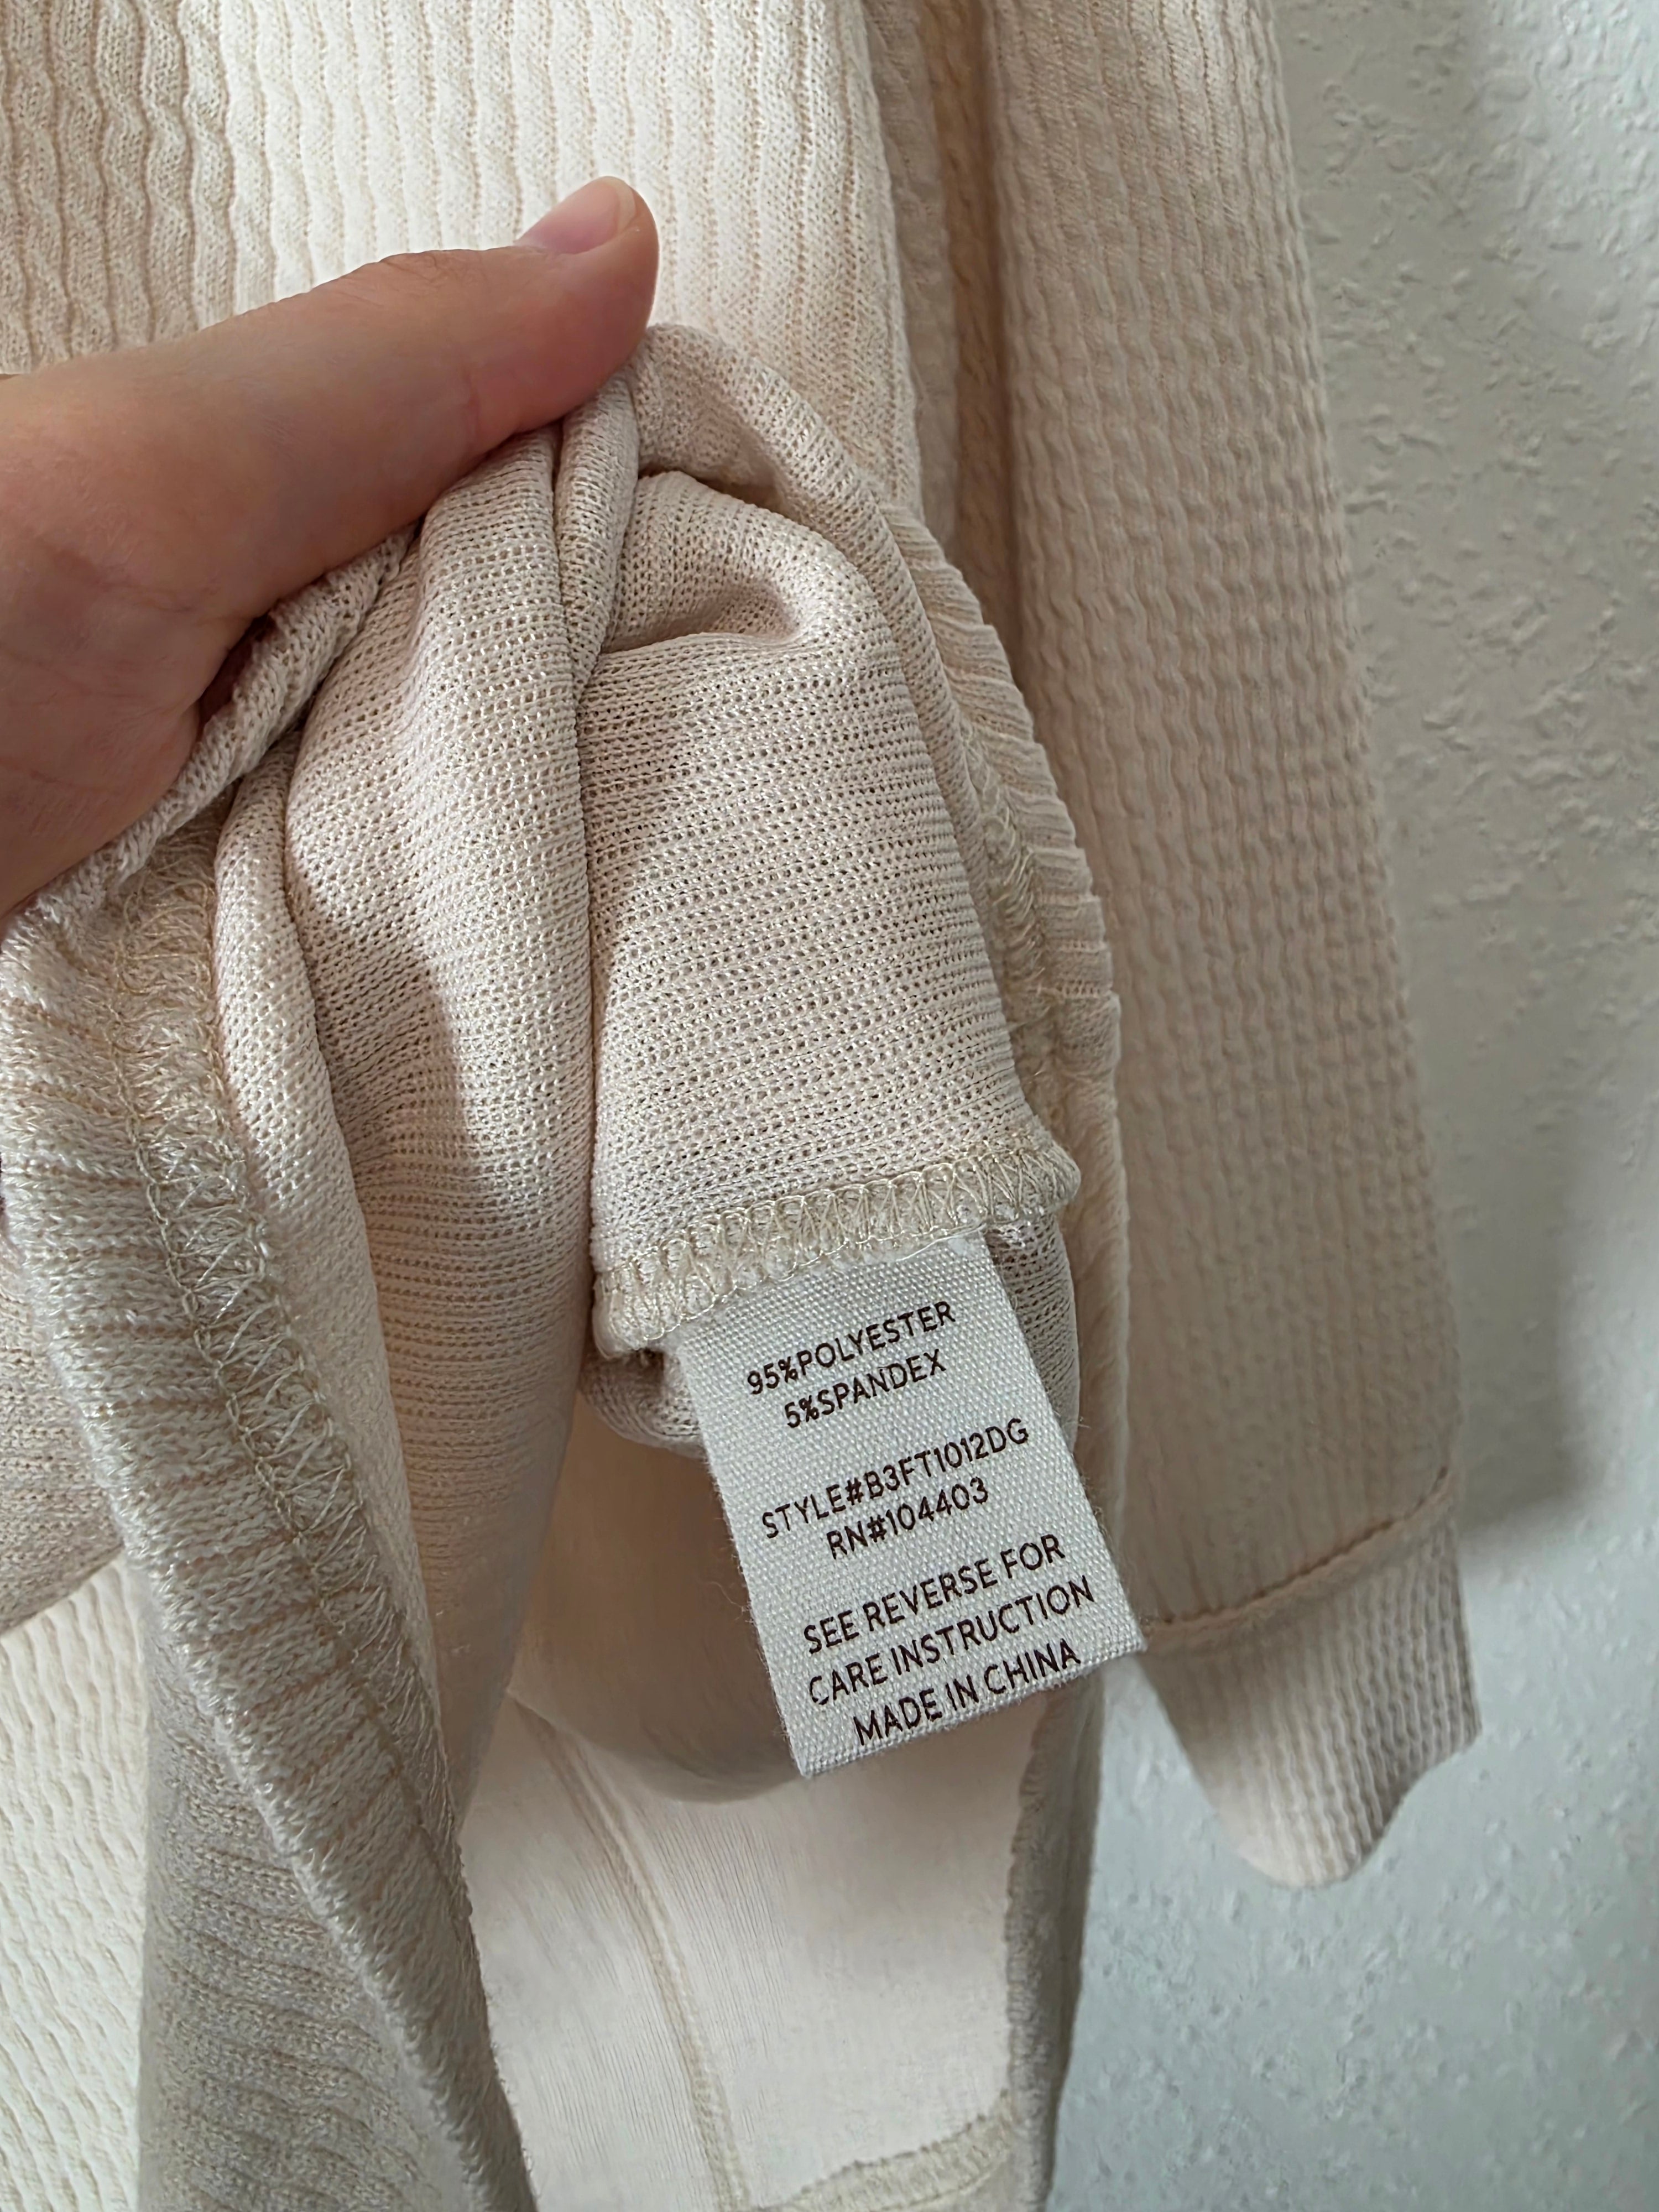 95%POLYESTER
5%SPANDEX
STYLE#B3FT1012DG
RN#104403
SEE REVERSE FOR
CARE INSTRUCTION
MADE IN CHINA